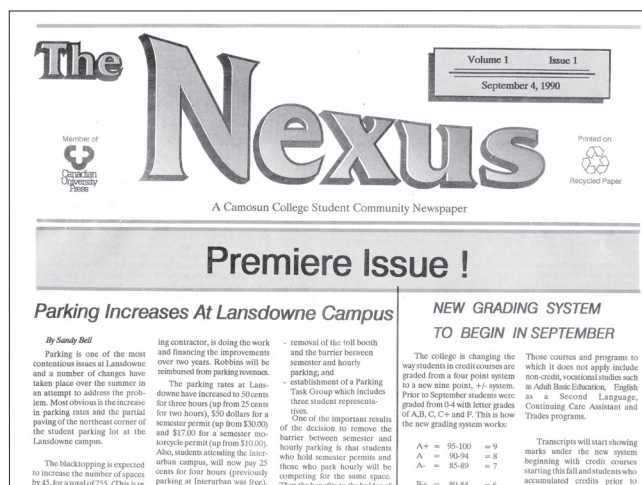 The
Nexus
Volume 1 Issue 1
September 4, 1990
Member of
Canadian
University
Press
Printed on
Recycled Paper
A Camosun College Student Community Newspaper
Premiere Issue !
Parking Increases At Lansdowne Campus
By Sandy Bell
Parking is one of the most
contentious issues at Lansdowne
and a number of changes have
taken place over the summer in
an attempt to address the prob-
lem. Most obvious is the increase
in parking rates and the partial
paving of the northeast corner of
the student parking lot at the
Lansdowne campus.
The blacktopping is expected
to increase the number of spaces
by 45, for a total of 755. (This is in
ing contractor, is doing the work
and financing the improvements
over two years. Robbins will be
reimbursed from parking revenues.
The parking rates at Lans-
downe have increased to 50 cents
for three hours (up from 25 cents
for two hours), $50 dollars for a
semester permit (up from $30.00)
and $17.00 for a semester mo-
torcycle permit (up from $10.00).
Also, students attending the Inter-
urban campus, will now pay 25
cents for four hours (previously
parking at Interurban was free).
- removal of the toll booth
and the barrier between
semester and hourly
parking; and
- establishment of a Parking
Task Group which includes
three student representa-
tives.
One of the important results
of the decision to remove the
barrier between semester and
hourly parking is that students
who hold semester permits and
those who park hourly will be
competing for the same space.
Thus the benefits to the holder of
NEW GRADING SYSTEM
TO BEGIN IN SEPTEMBER
The college is changing the
way students in credit courses are
graded from a four point system
to a new nine point, +/- system.
Prior to September students were
graded from 0-4 with letter grades
of A,B, C, C+ and F. This is how
the new grading system works:
A+ = 95-100 = 9
A = 90-94 = 8
A- = 85-89 = 7
B+ = 80-84 = 6
Those courses and programs to
which it does not apply include
non-credit, vocational studies such
as Adult Basic Education, English
as a Second Language,
Continuing Care Assistant and
Trades programs.
Transcripts will start showing
marks under the new system
beginning with credit courses
starting this fall and students who
accumulated credits prior to